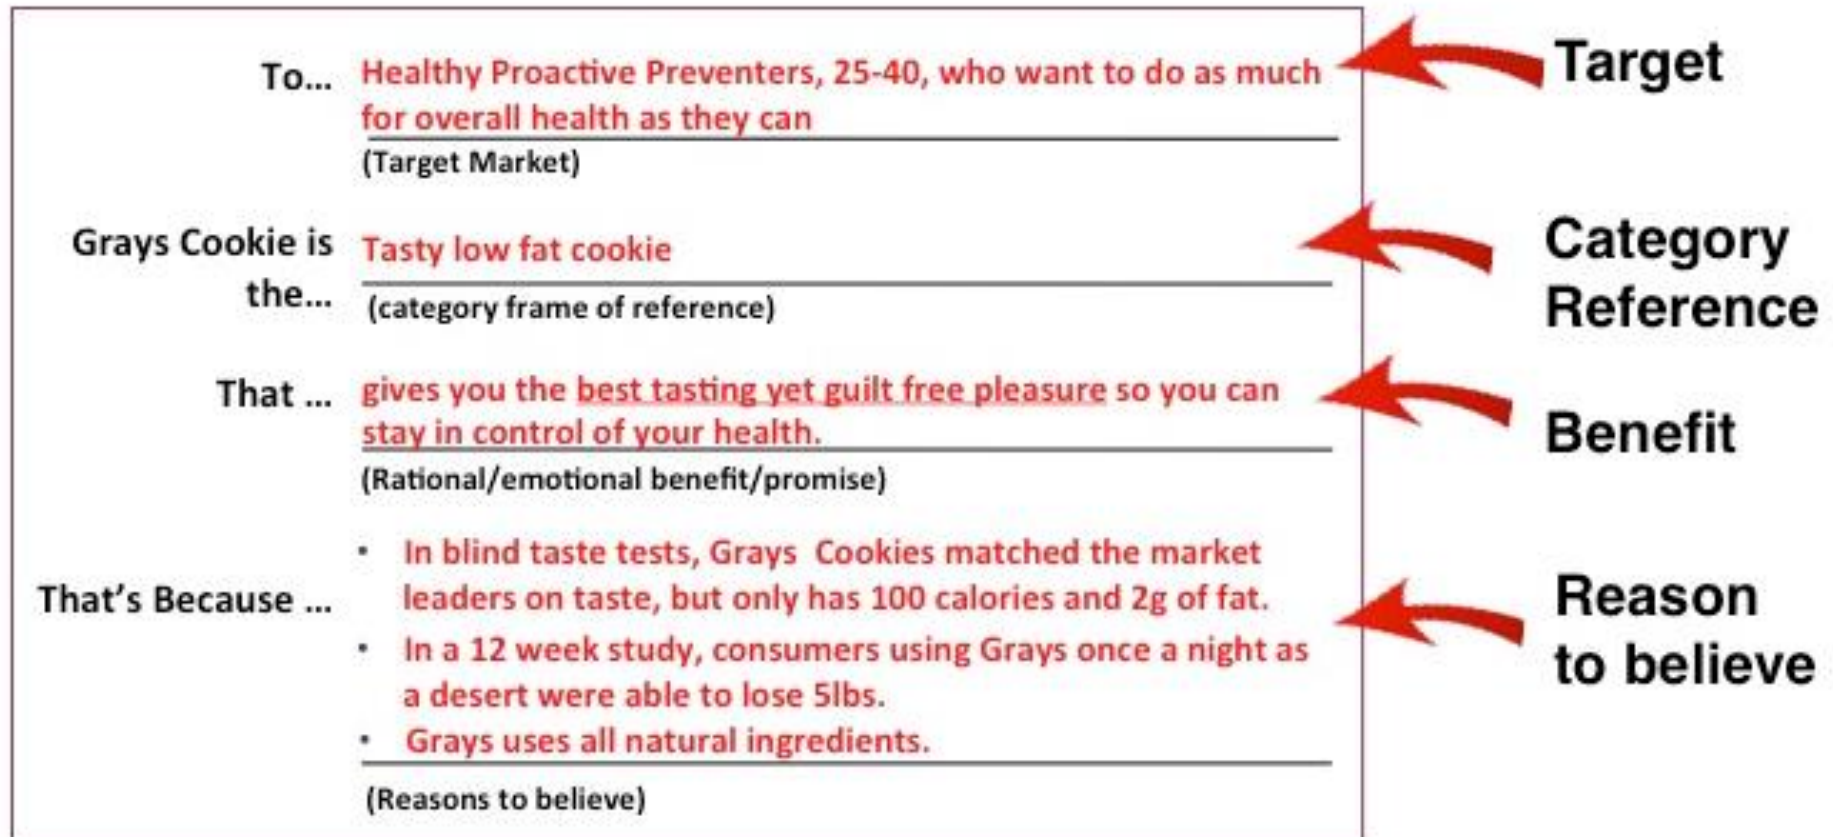 To... Healthy Proactive Preventers, 25-40, who want to do as much
for overall health as they can
(Target Market)
Target
Grays Cookie is
the...
Tasty low fat cookie
(category frame of reference)
Category
Reference
That ... gives you the best tasting yet guilt free pleasure so you can
stay in control of your health.
(Rational/emotional benefit/promise)
Benefit
That's Because ...
• In blind taste tests, Grays Cookies matched the market
leaders on taste, but only has 100 calories and 2g of fat.
• In a 12 week study, consumers using Grays once a night as
a desert were able to lose 5lbs.
• Grays uses all natural ingredients.
(Reasons to believe)
Reason
to believe